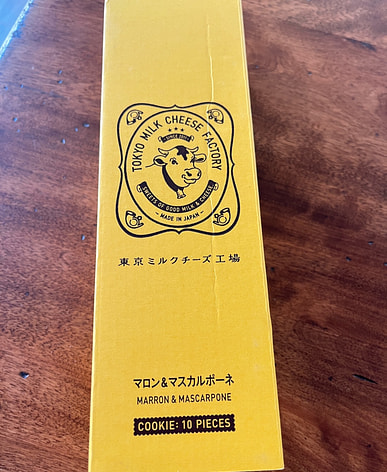 TOKYO MILK CHEESE FACTORY
SINCE 2011
SWEETS OF GOOD MILK & CHEESE
– MADE IN JAPAN –
東京ミルクチーズ工場
マロン&マスカルポーネ
MARRON & MASCARPONE
COOKIE: 10 PIECES